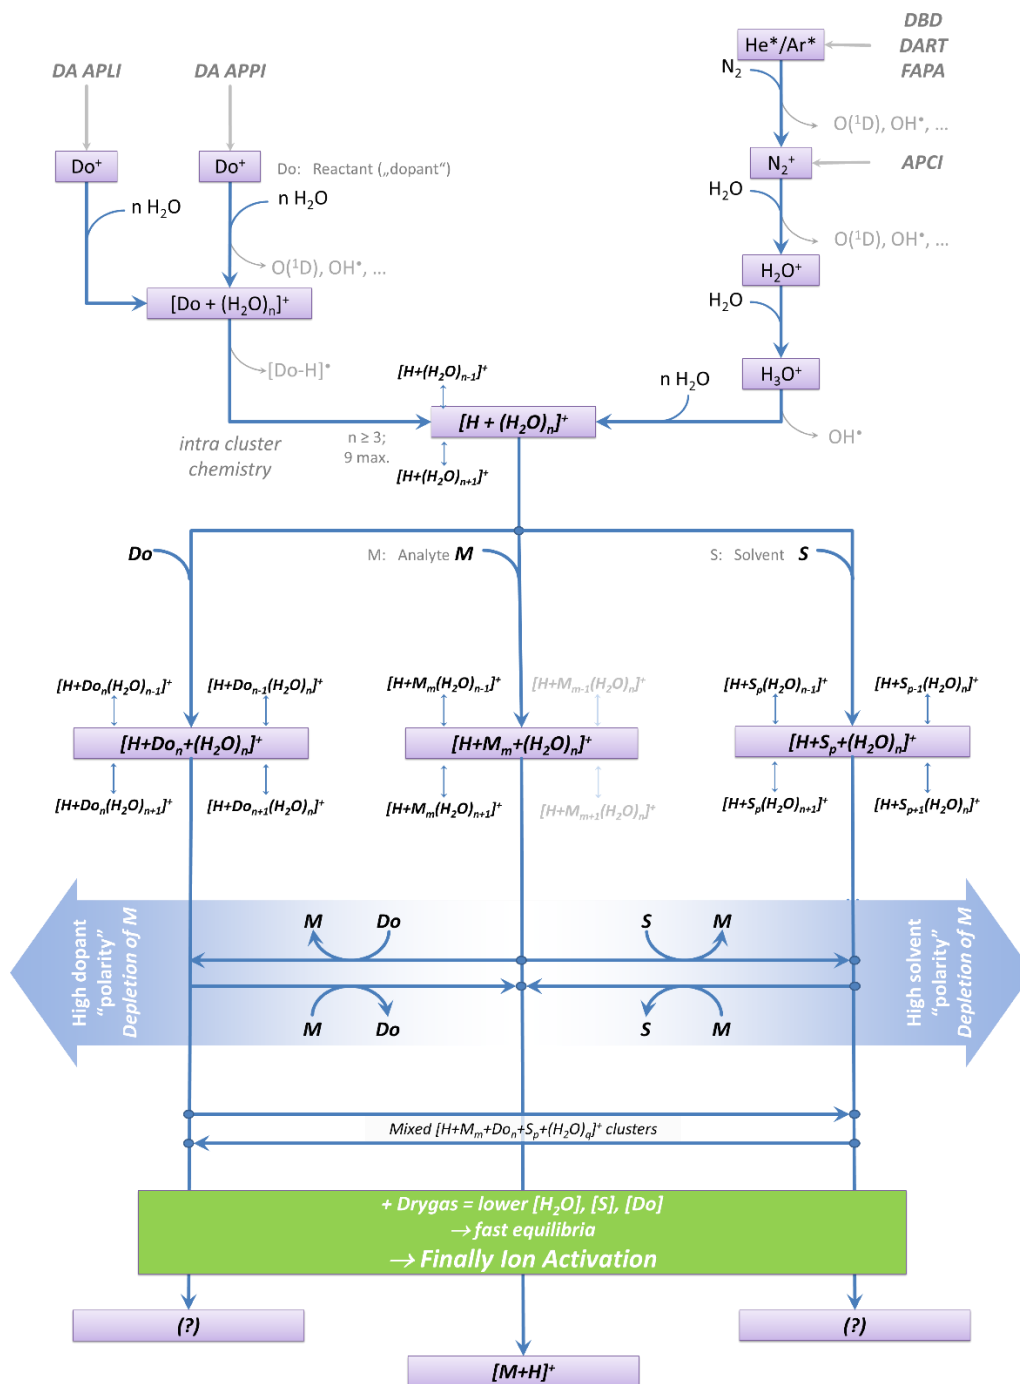 DBD
DART
FAPA
He*/Ar*
N₂
DA APLI
DA APPI
O(¹D), OH•, ...
Do⁺
Do⁺
Do: Reactant („dopant“)
N₂⁺
APCI
n H₂O
n H₂O
H₂O
O(¹D), OH•, ...
O(¹D), OH•, ...
H₂O⁺
[Do + (H₂O)ₙ]⁺
H₂O
[Do-H]•
H₃O⁺
[H+(H₂O)ₙ₋₁]⁺
n H₂O
[H + (H₂O)ₙ]⁺
OH•
intra cluster
chemistry
n ≥ 3;
9 max.
[H+(H₂O)ₙ₊₁]⁺
Do
M: Analyte M
S: Solvent S
[H+Doₙ(H₂O)ₙ₋₁]⁺
[H+Doₙ₋₁(H₂O)ₙ]⁺
[H+Mₘ(H₂O)ₙ₋₁]⁺
[H+Mₘ₋₁(H₂O)ₙ]⁺
[H+Sₚ(H₂O)ₙ₋₁]⁺
[H+Sₚ₋₁(H₂O)ₙ]⁺
[H+Doₙ+(H₂O)ₙ]⁺
[H+Mₘ+(H₂O)ₙ]⁺
[H+Sₚ+(H₂O)ₙ]⁺
[H+Doₙ(H₂O)ₙ₊₁]⁺
[H+Doₙ₊₁(H₂O)ₙ]⁺
[H+Mₘ(H₂O)ₙ₊₁]⁺
[H+Mₘ₊₁(H₂O)ₙ]⁺
[H+Sₚ(H₂O)ₙ₊₁]⁺
[H+Sₚ₊₁(H₂O)ₙ]⁺
High dopant
“polarity”
Depletion of M
M
Do
S
M
M
Do
S
M
High solvent
“polarity”
Depletion of M
Mixed [H+Mₘ+Doₙ+Sₚ+(H₂O)q]⁺ clusters
+ Drygas = lower [H₂O], [S], [Do]
→ fast equilibria
→ Finally Ion Activation
(?)
(?)
[M+H]⁺